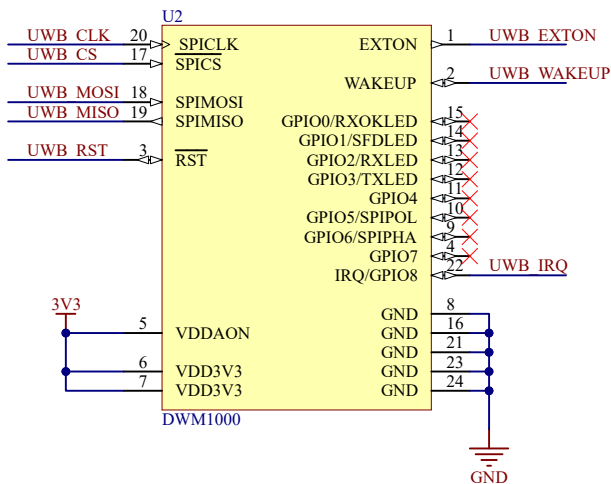 U2
UWB_CLK 20 SPICLK EXTON 1 UWB_EXTON
UWB_CS 17 SPICS
WAKEUP 2 UWB_WAKEUP
UWB_MOSI 18 SPIMOSI
UWB_MISO 19 SPIMISO GPIO0/RXOKLED 15
GPIO1/SFDLED 14
UWB_RST 3 RST GPIO2/RXLED 13
GPIO3/TXLED 12
GPIO4 11
GPIO5/SPIPOL 10
GPIO6/SPIPHA 9
GPIO7 4
IRQ/GPIO8 22 UWB_IRQ
3V3
GND 8
5 VDDAON GND 16
GND 21
6 VDD3V3 GND 23
7 VDD3V3 GND 24
DWM1000
GND